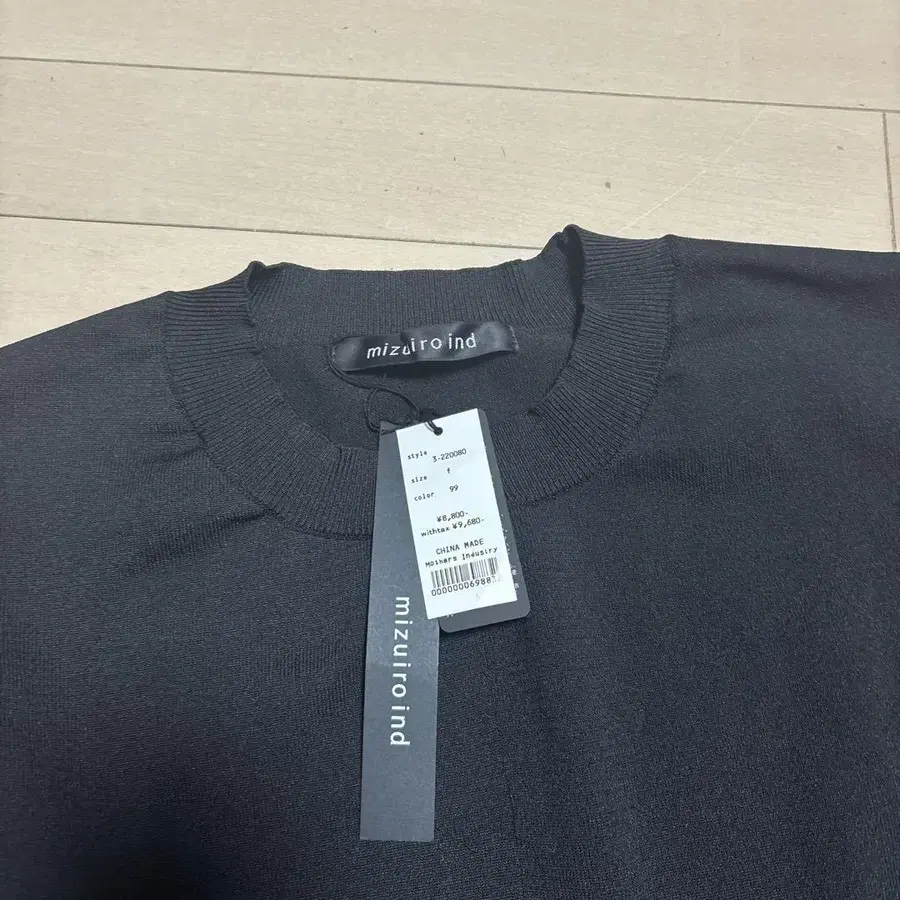 mizuiro ind
style 3-220080
size f
color 99
¥8,800-
withtax ¥9,680-
CHINA MADE
Mothers Industry
mizuiro ind